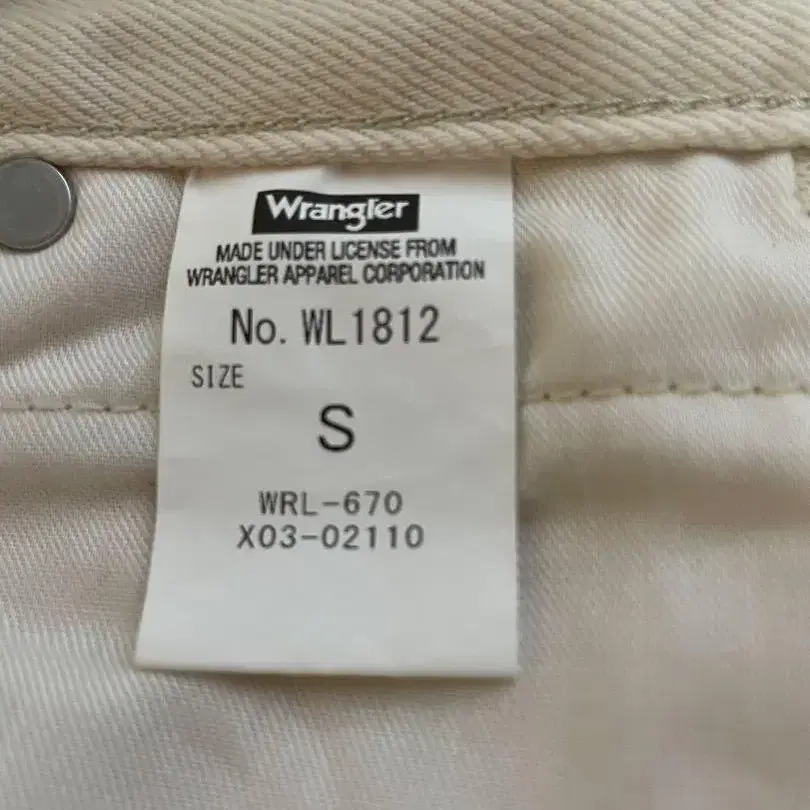 Wrangler
MADE UNDER LICENSE FROM
WRANGLER APPAREL CORPORATION
No. WL1812
SIZE
S
WRL-670
X03-02110